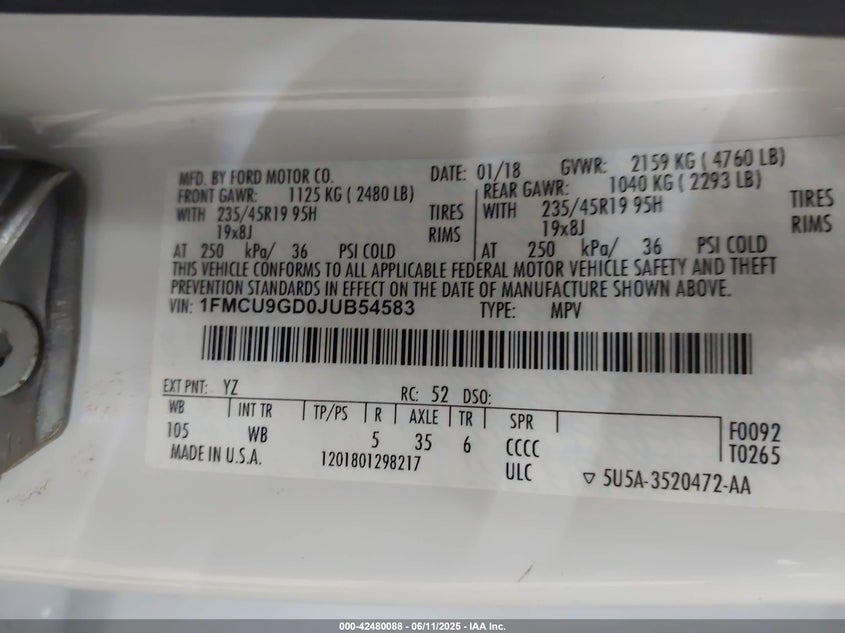 MFD. BY FORD MOTOR CO. DATE: 01/18 GVWR: 2159 KG ( 4760 LB)
FRONT GAWR: 1125 KG ( 2480 LB) REAR GAWR: 1040 KG ( 2293 LB)
WITH 235/45R19 95H TIRES WITH 235/45R19 95H TIRES
19x8J RIMS 19x8J RIMS
AT 250 kPa/ 36 PSI COLD AT 250 kPa/ 36 PSI COLD
THIS VEHICLE CONFORMS TO ALL APPLICABLE FEDERAL MOTOR VEHICLE SAFETY AND THEFT
PREVENTION STANDARDS IN EFFECT ON THE DATE OF MANUFACTURE SHOWN ABOVE.
VIN: 1FMCU9GD0JUB54583 TYPE: MPV
EXT PNT: YZ RC: 52 DSO:
WB INT TR TP/PS R AXLE TR SPR
105 WB 5 35 6 CCCC F0092
MADE IN U.S.A. 1201801298217 ULC T0265
▽ 5U5A-3520472-AA
000-42480088 - 06/11/2025 - IAA Inc.